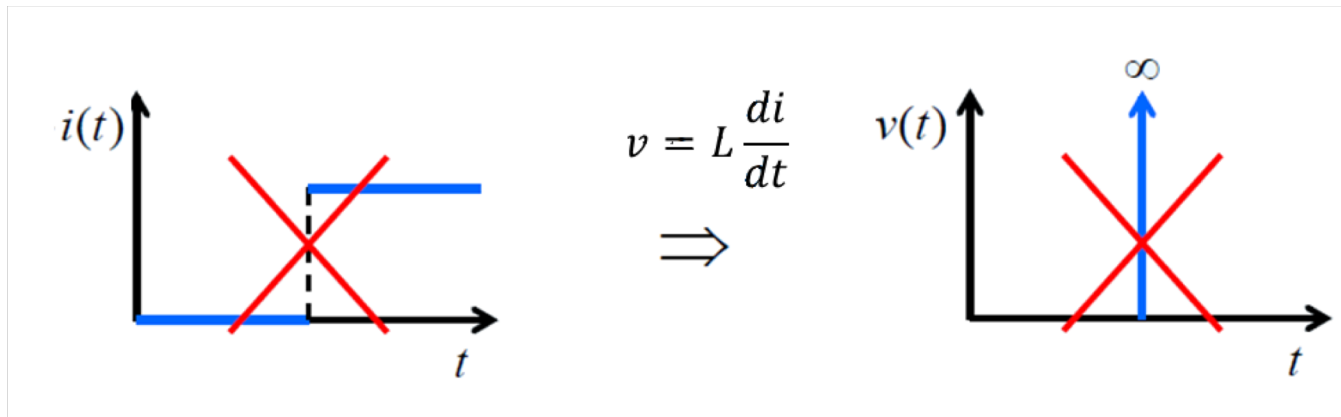 i(t)
t
v = L di/dt
⇒
∞
v(t)
t